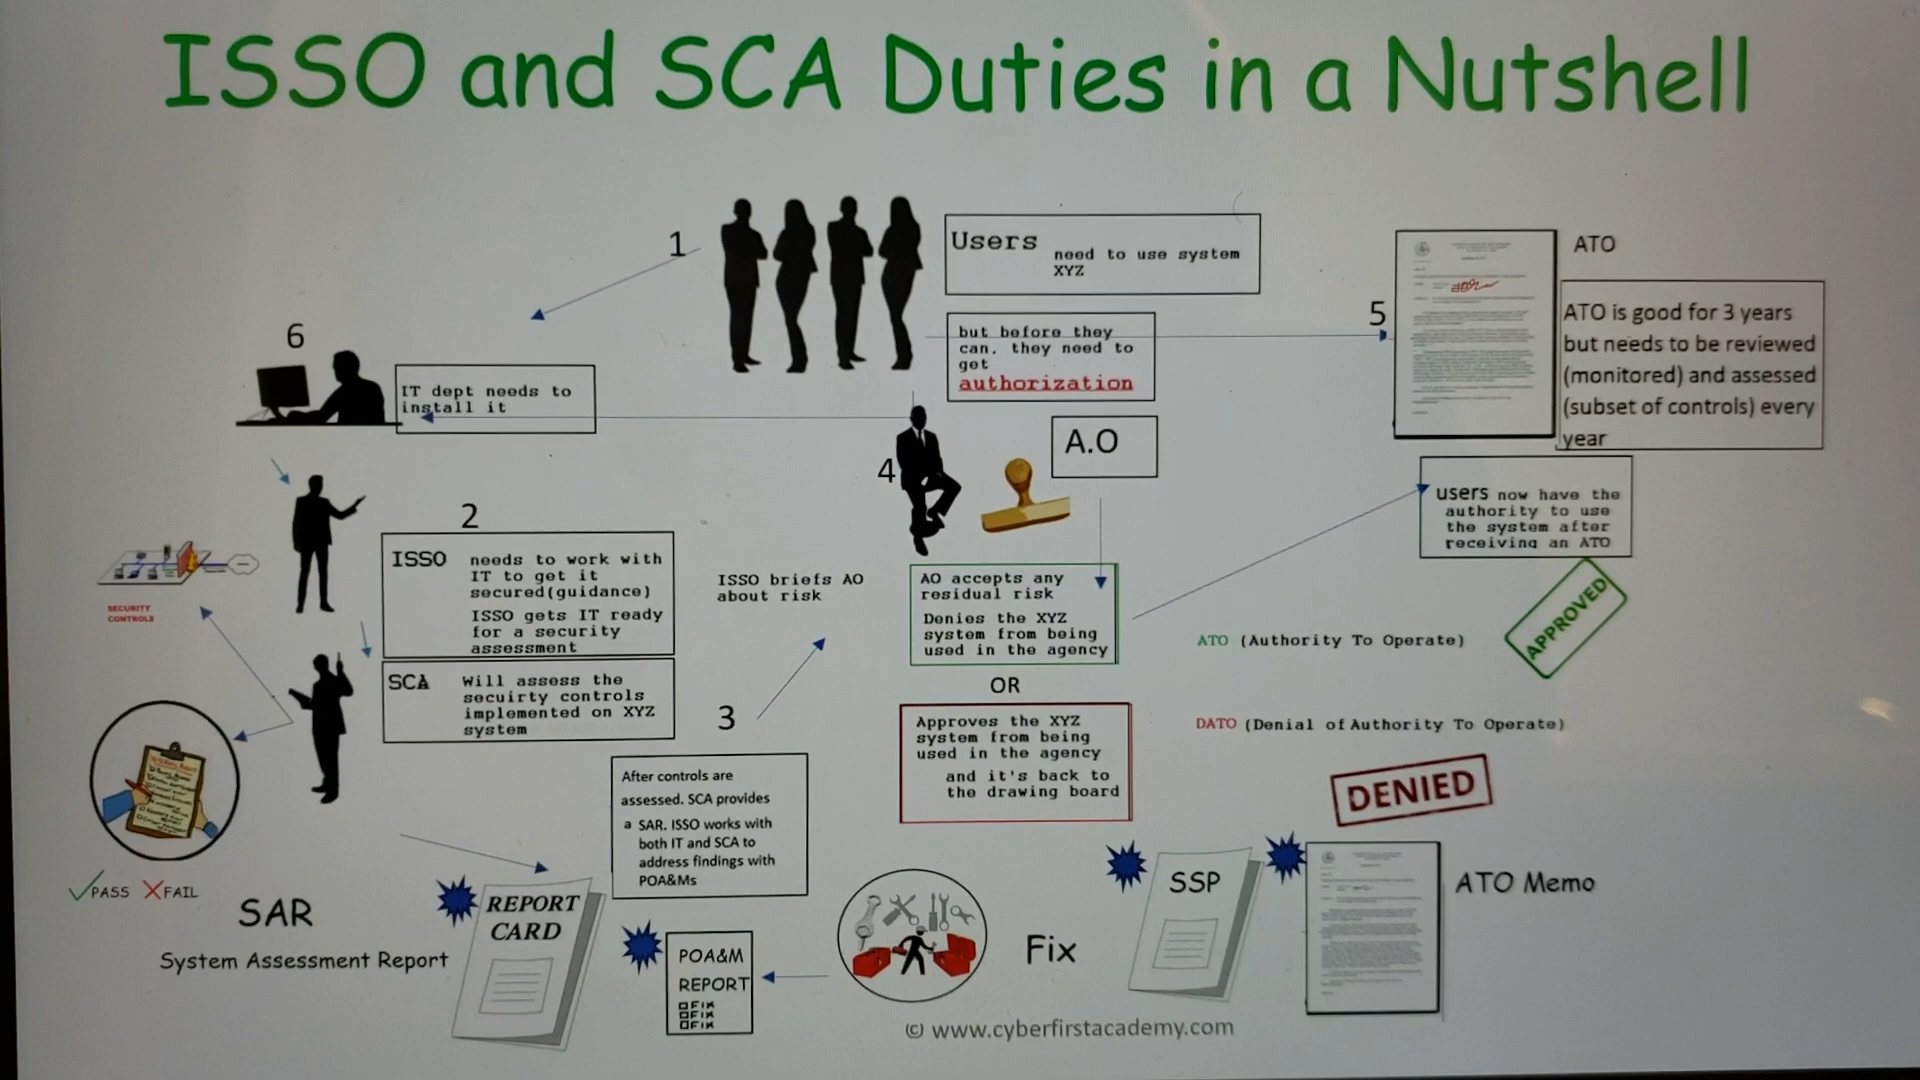 ISSO and SCA Duties in a Nutshell
1
Users need to use system
XYZ
but before they
can, they need to
get
authorization
5
ATO
ATO is good for 3 years
but needs to be reviewed
(monitored) and assessed
(subset of controls) every
year
6
IT dept needs to
install it
4
A.O
users now have the
authority to use
the system after
receiving an ATO
2
ISSO needs to work with
IT to get it
secured(guidance)
ISSO gets IT ready
for a security
assessment
SCA Will assess the
secuirty controls
implemented on XYZ
system
SECURITY
CONTROLS
ISSO briefs AO
about risk
AO accepts any
residual risk
Denies the XYZ
system from being
used in the agency
OR
Approves the XYZ
system from being
used in the agency
and it's back to
the drawing board
ATO (Authority To Operate)
APPROVED
DATO (Denial of Authority To Operate)
DENIED
3
After controls are
assessed. SCA provides
a SAR. ISSO works with
both IT and SCA to
address findings with
POA&Ms
PASS FAIL
SAR
System Assessment Report
REPORT
CARD
POA&M
REPORT
FIX
FIX
FIX
Fix
SSP
ATO Memo
© www.cyberfirstacademy.com